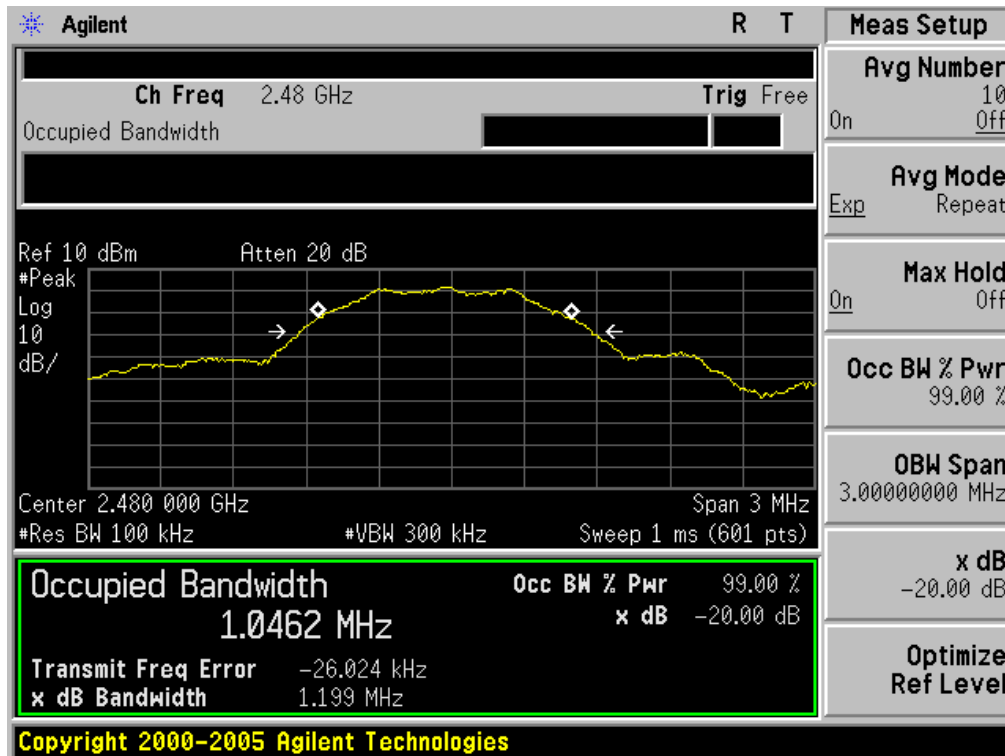 Agilent R T
Ch Freq 2.48 GHz Trig Free
Occupied Bandwidth
Ref 10 dBm Atten 20 dB
#Peak
Log
10
dB/
Center 2.480 000 GHz Span 3 MHz
#Res BW 100 kHz #VBW 300 kHz Sweep 1 ms (601 pts)
Occupied Bandwidth Occ BW % Pwr 99.00 %
1.0462 MHz x dB -20.00 dB
Transmit Freq Error -26.024 kHz
x dB Bandwidth 1.199 MHz
Copyright 2000-2005 Agilent Technologies
Meas Setup
Avg Number
10
On Off
Avg Mode
Exp Repeat
Max Hold
On Off
Occ BW % Pwr
99.00 %
OBW Span
3.00000000 MHz
x dB
-20.00 dB
Optimize
Ref Level